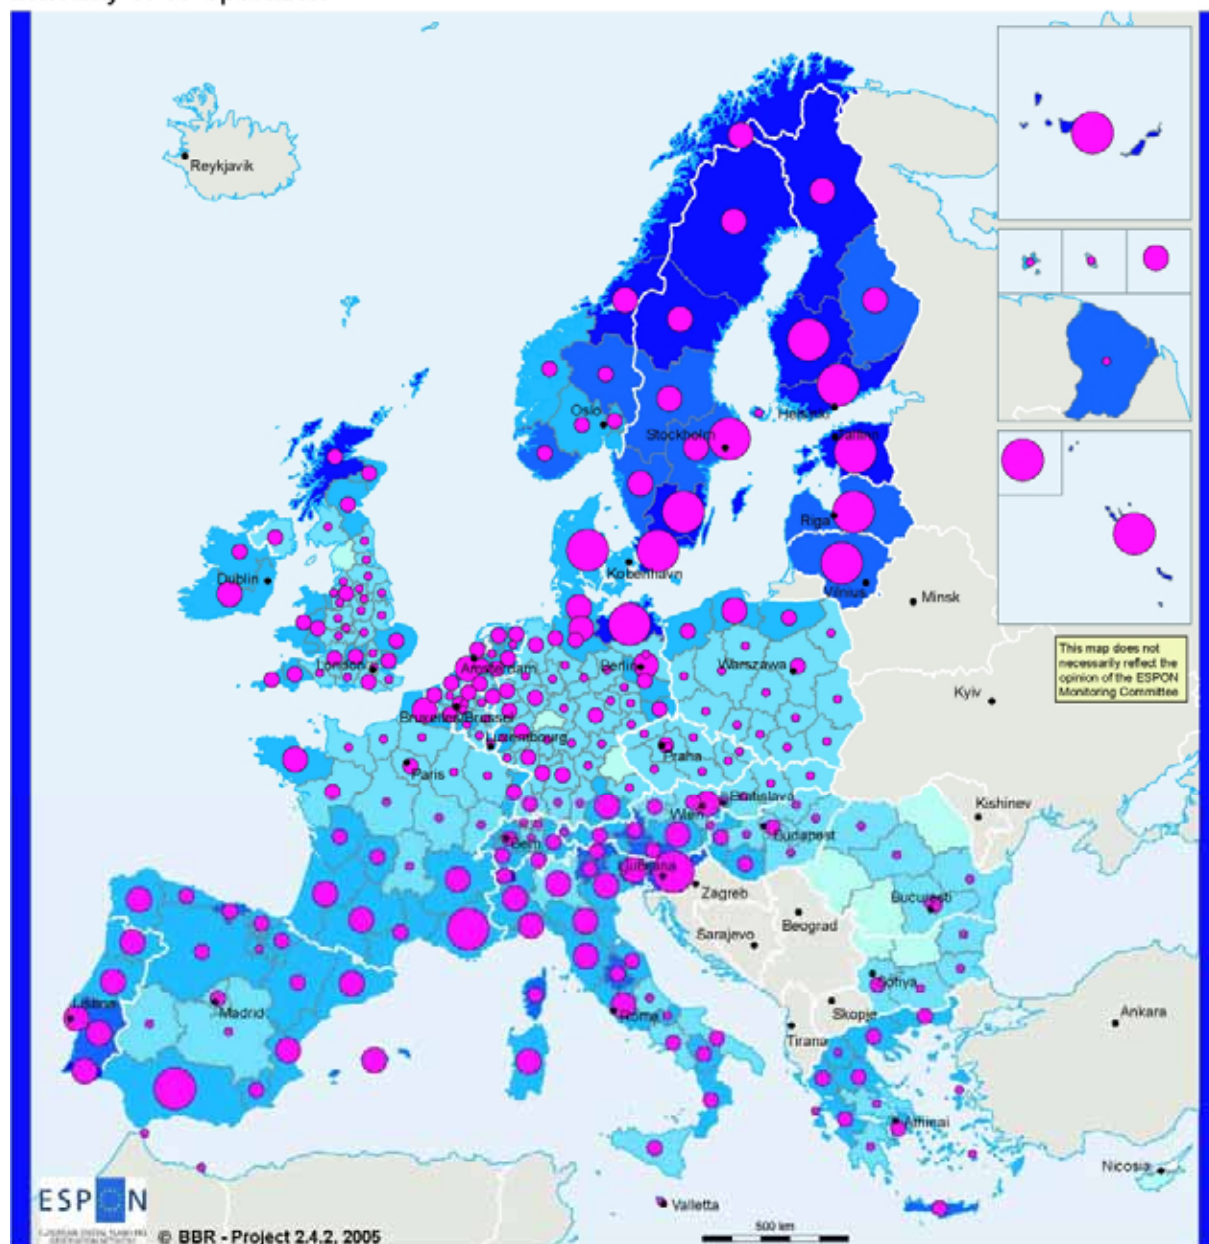 Reykjavik
Oslo
Stockholm
Helsinki
Tallinn
Riga
Dublin
Kobenhavn
Vilnius
Minsk
London
Amsterdam
Berlin
Warszawa
This map does not
necessarily reflect the
opinion of the ESPON
Monitoring Committee
Kyiv
Bruxelles/Brussel
Luxembourg
Praha
Paris
Bratislava
Wien
Kishinev
Budapest
Bern
Ljubljana
Zagreb
Bucuresti
Beograd
Sarajevo
Sofiya
Lisboa
Madrid
Roma
Skopje
Ankara
Tirana
Athinai
Nicosia
Valletta
ESPON
500 km
© BBR - Project 2.4.2, 2005